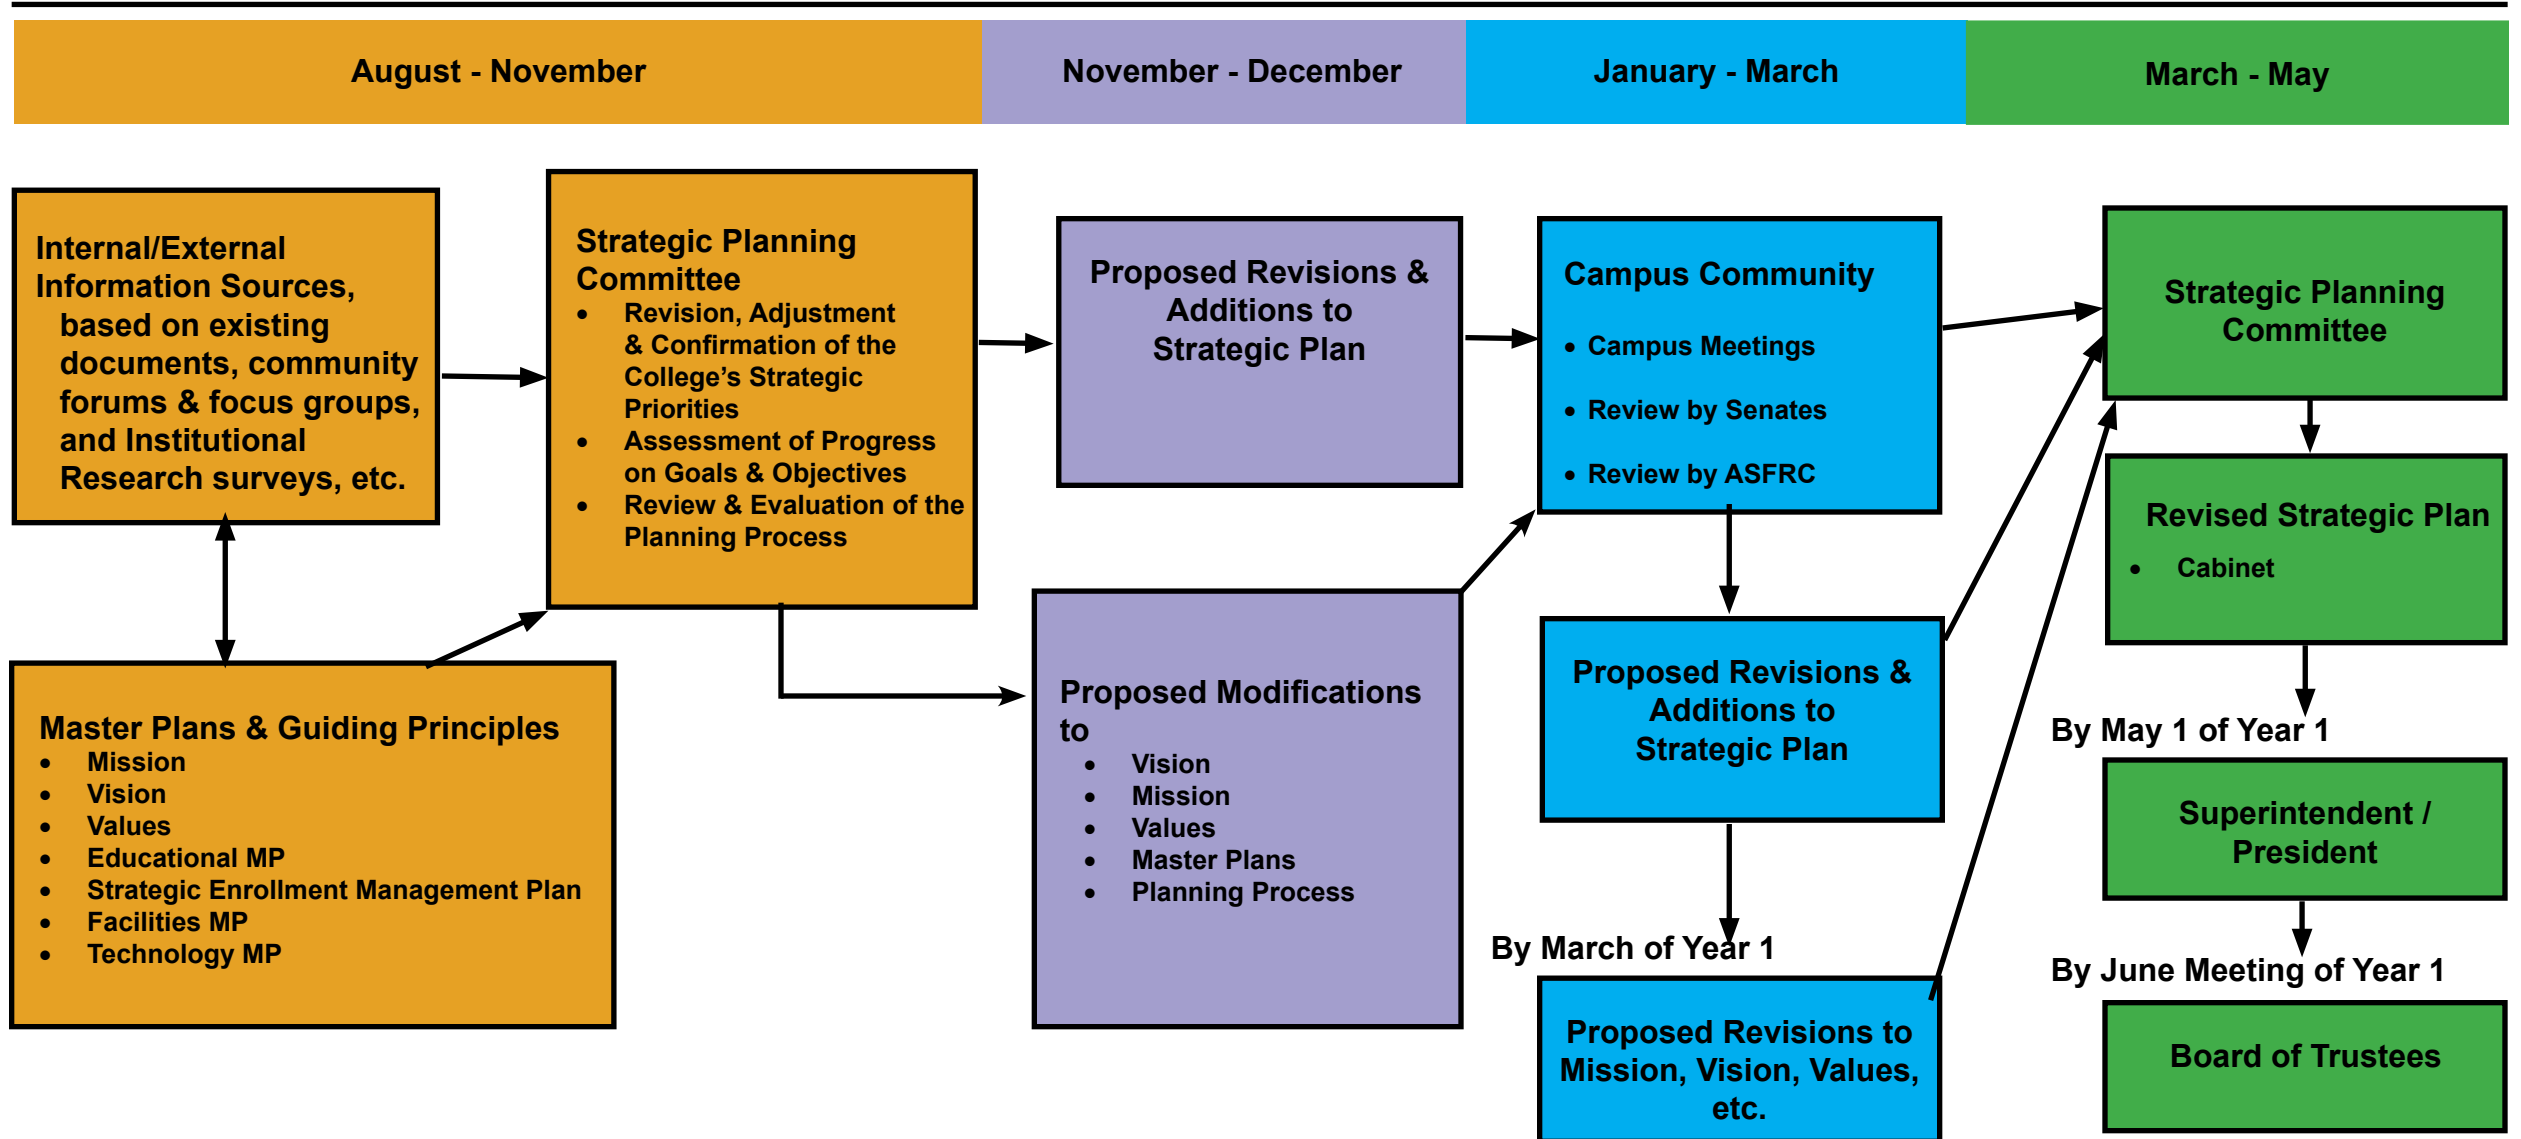 August - November
November - December
January - March
March - May
Internal/External
Information Sources,
based on existing
documents, community
forums & focus groups,
and Institutional
Research surveys, etc.
Master Plans & Guiding Principles
• Mission
• Vision
• Values
• Educational MP
• Strategic Enrollment Management Plan
• Facilities MP
• Technology MP
Strategic Planning
Committee
• Revision, Adjustment
& Confirmation of the
College’s Strategic
Priorities
• Assessment of Progress
on Goals & Objectives
• Review & Evaluation of the
Planning Process
Proposed Revisions &
Additions to
Strategic Plan
Proposed Modifications
to
• Vision
• Mission
• Values
• Master Plans
• Planning Process
Campus Community
• Campus Meetings
• Review by Senates
• Review by ASFRC
Proposed Revisions &
Additions to
Strategic Plan
By March of Year 1
Proposed Revisions to
Mission, Vision, Values,
etc.
Strategic Planning
Committee
Revised Strategic Plan
• Cabinet
By May 1 of Year 1
Superintendent /
President
By June Meeting of Year 1
Board of Trustees